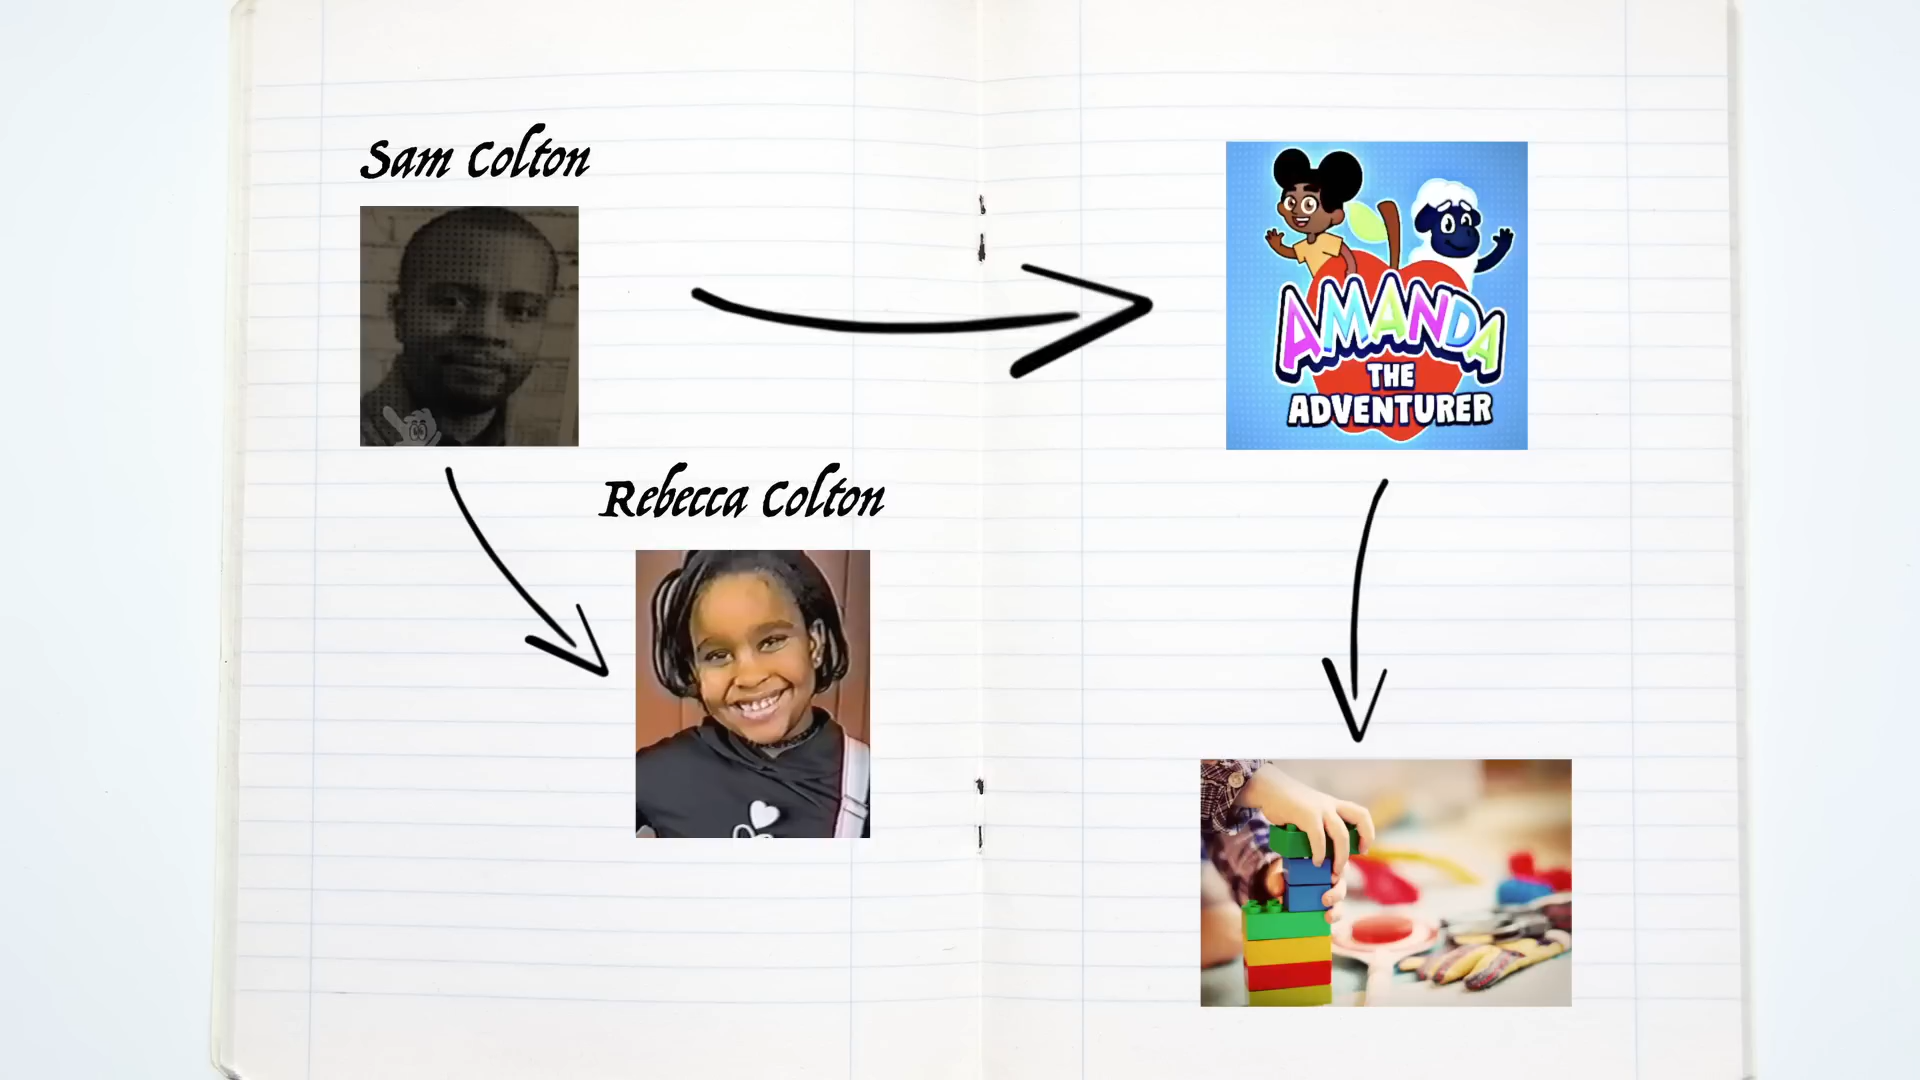 Sam Colton
Rebecca Colton
AMANDA
THE
ADVENTURER